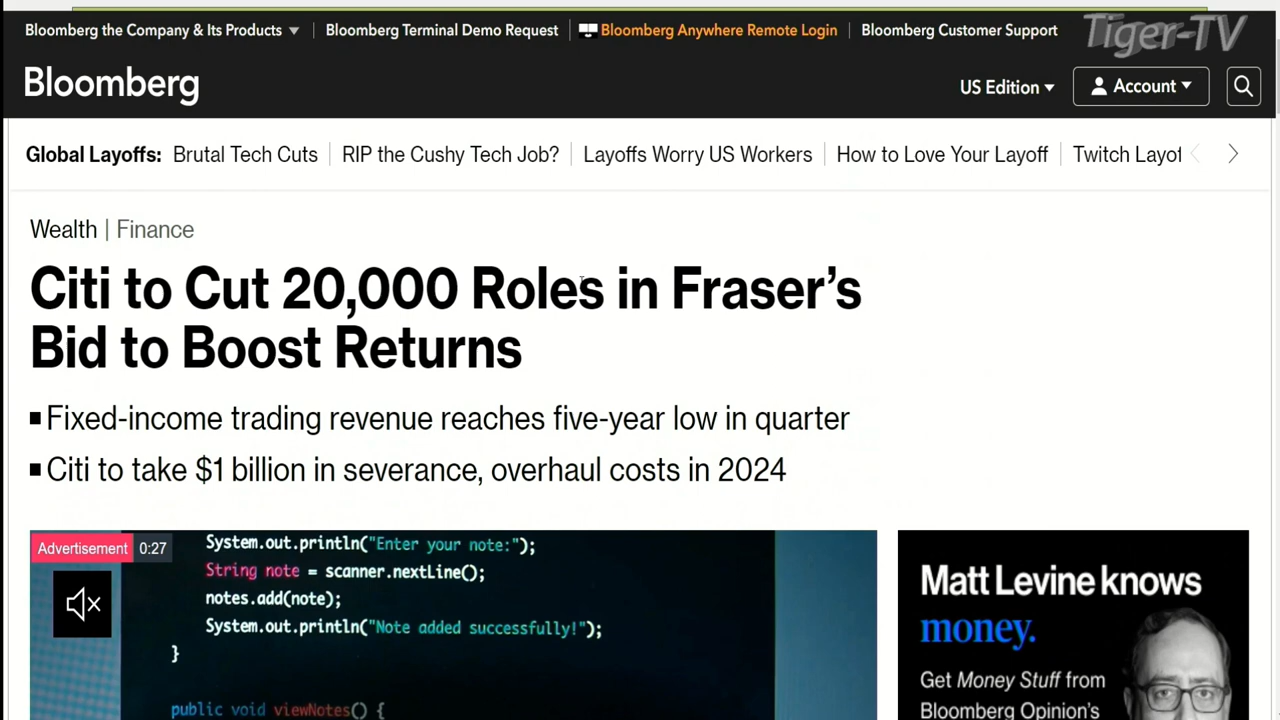 Bloomberg the Company & Its Products
Bloomberg Terminal Demo Request
Bloomberg Anywhere Remote Login
Bloomberg Customer Support
Tiger-TV
Bloomberg
US Edition
Account
Global Layoffs: Brutal Tech Cuts RIP the Cushy Tech Job? Layoffs Worry US Workers How to Love Your Layoff Twitch Layof
Wealth | Finance
Citi to Cut 20,000 Roles in Fraser's
Bid to Boost Returns
Fixed-income trading revenue reaches five-year low in quarter
Citi to take $1 billion in severance, overhaul costs in 2024
Advertisement 0:27
System.out.println("Enter your note:");
String note = scanner.nextLine();
notes.add(note);
System.out.println("Note added successfully!");
}
public void viewNotes() {
Matt Levine knows
money.
Get Money Stuff from
Bloomberg Opinion's